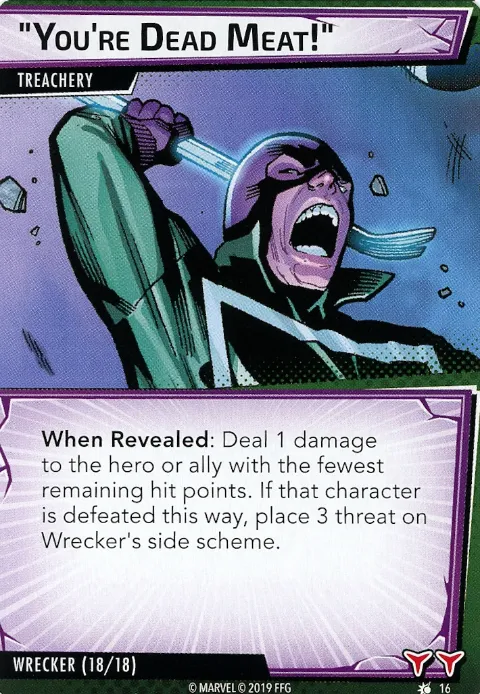 "You're Dead Meat!"
TREACHERY
When Revealed: Deal 1 damage
to the hero or ally with the fewest
remaining hit points. If that character
is defeated this way, place 3 threat on
Wrecker's side scheme.
WRECKER (18/18)
© MARVEL © 2019 FFG
16